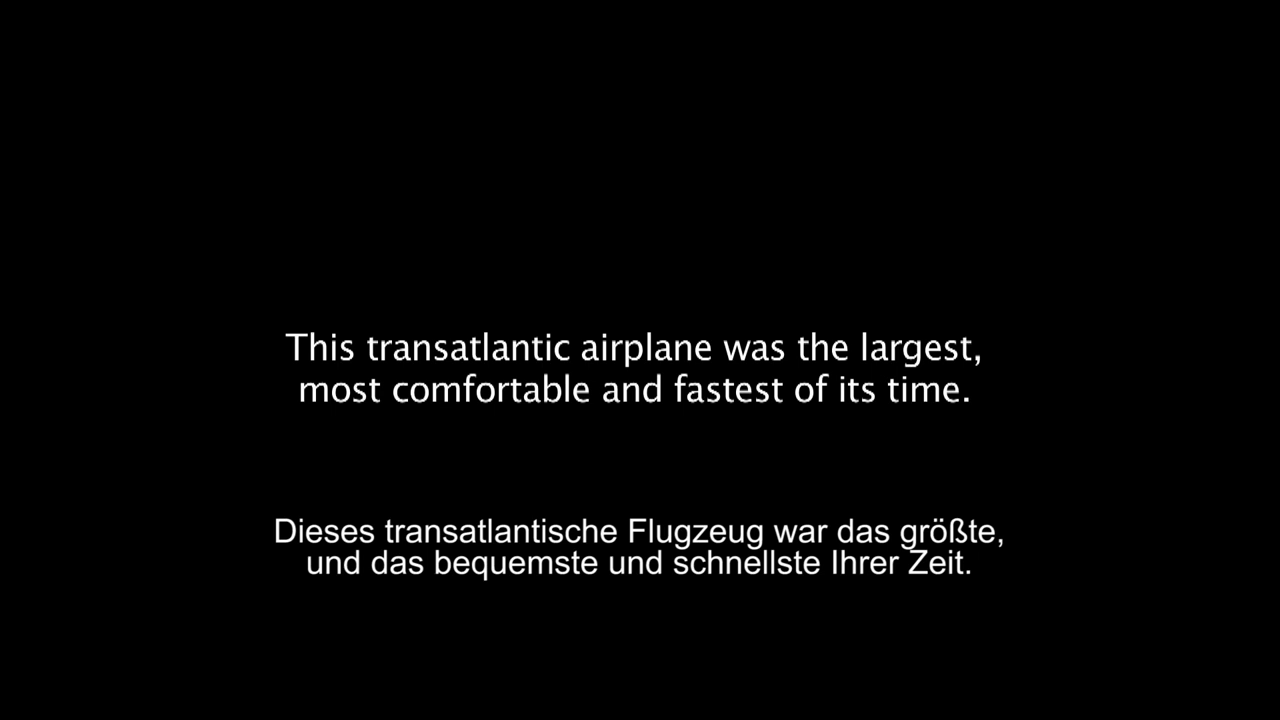 This transatlantic airplane was the largest,
most comfortable and fastest of its time.
Dieses transatlantische Flugzeug war das größte,
und das bequemste und schnellste Ihrer Zeit.